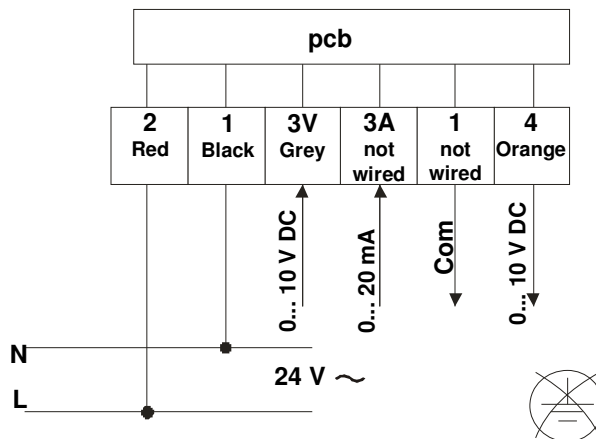 pcb
2 1 3V 3A 1 4
Red Black Grey not not Orange
wired wired
0... 10 V DC
0... 20 mA
Com
0... 10 V DC
N
24 V ~
L